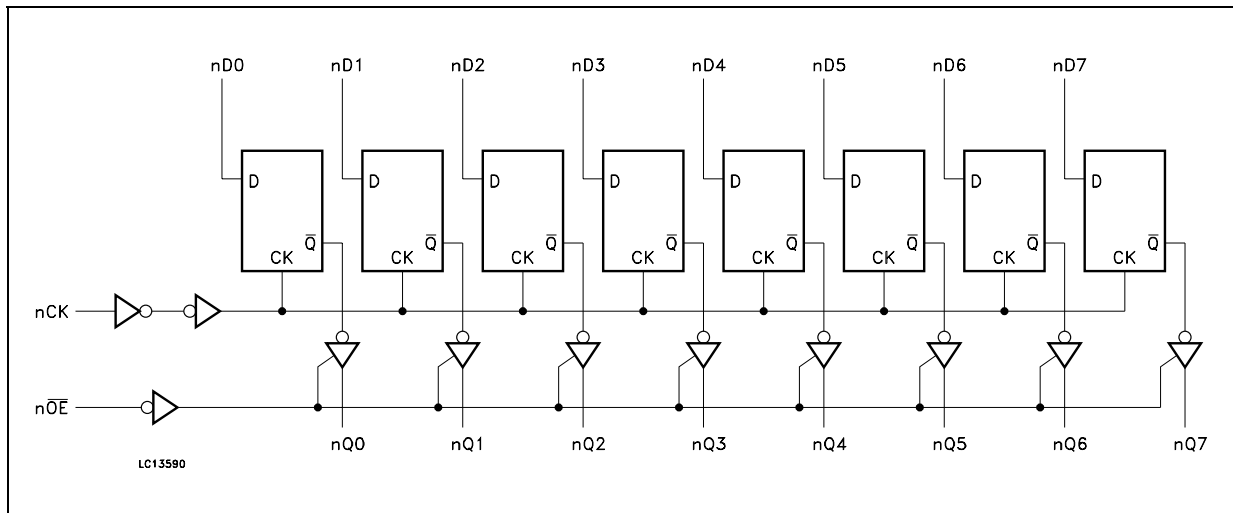 nD0 nD1 nD2 nD3 nD4 nD5 nD6 nD7
D D D D D D D D
Q̅ Q̅ Q̅ Q̅ Q̅ Q̅ Q̅ Q̅
CK CK CK CK CK CK CK CK
nCK
nO̅E̅
nQ0 nQ1 nQ2 nQ3 nQ4 nQ5 nQ6 nQ7
LC13590